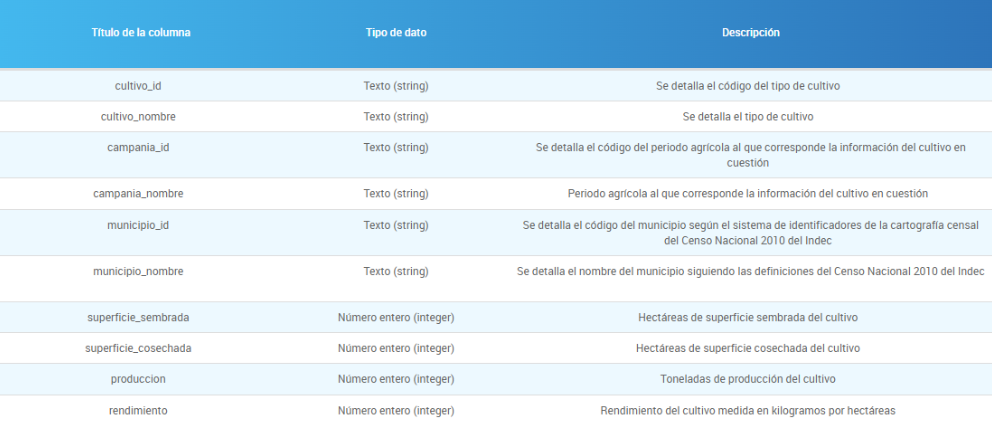 Título de la columna Tipo de dato Descripción
cultivo_id Texto (string) Se detalla el código del tipo de cultivo
cultivo_nombre Texto (string) Se detalla el tipo de cultivo
campania_id Texto (string) Se detalla el código del periodo agrícola al que corresponde la información del cultivo en
cuestión
campania_nombre Texto (string) Periodo agrícola al que corresponde la información del cultivo en cuestión
municipio_id Texto (string) Se detalla el código del municipio según el sistema de identificadores de la cartografía censal
del Censo Nacional 2010 del Indec
municipio_nombre Texto (string) Se detalla el nombre del municipio siguiendo las definiciones del Censo Nacional 2010 del Indec
superficie_sembrada Número entero (integer) Hectáreas de superficie sembrada del cultivo
superficie_cosechada Número entero (integer) Hectáreas de superficie cosechada del cultivo
produccion Número entero (integer) Toneladas de producción del cultivo
rendimiento Número entero (integer) Rendimiento del cultivo medida en kilogramos por hectáreas